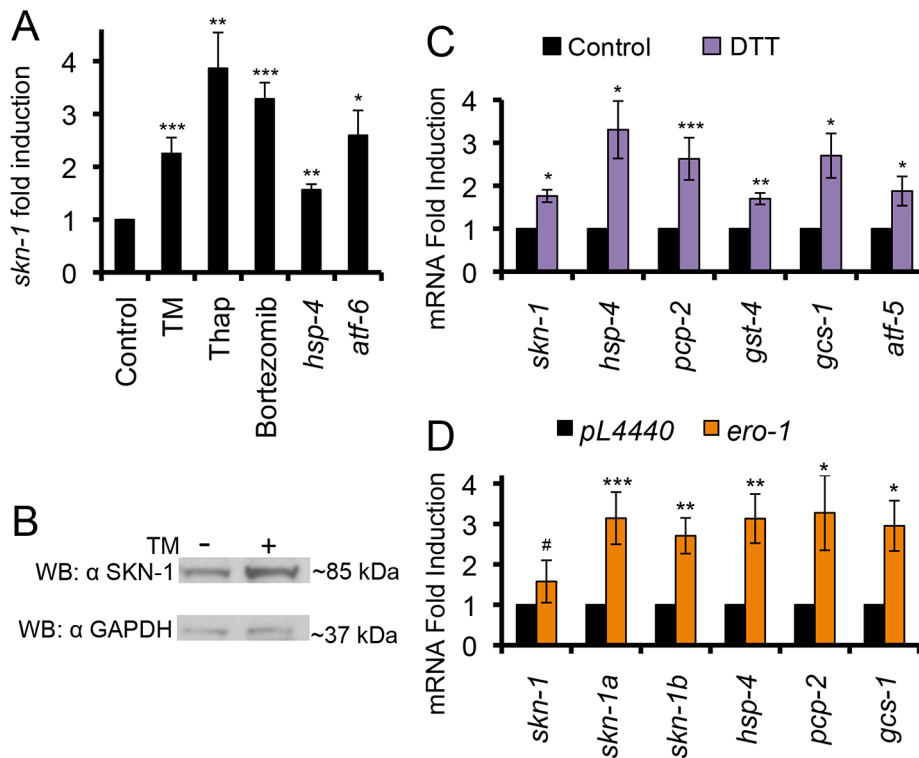 A
skn-1 fold induction
4
3
2
1
0
** 
*** *** 
** *
Control
TM
Thap
Bortezomib
hsp-4
atf-6
B
TM - +
WB: α SKN-1 ~85 kDa
WB: α GAPDH ~37 kDa
C
Control DTT
mRNA Fold Induction
4
3
2
1
0
* * *** ** * *
skn-1
hsp-4
pcp-2
gst-4
gcs-1
atf-5
D
pL4440 ero-1
mRNA Fold Induction
4
3
2
1
0
# *** ** ** * *
skn-1
skn-1a
skn-1b
hsp-4
pcp-2
gcs-1